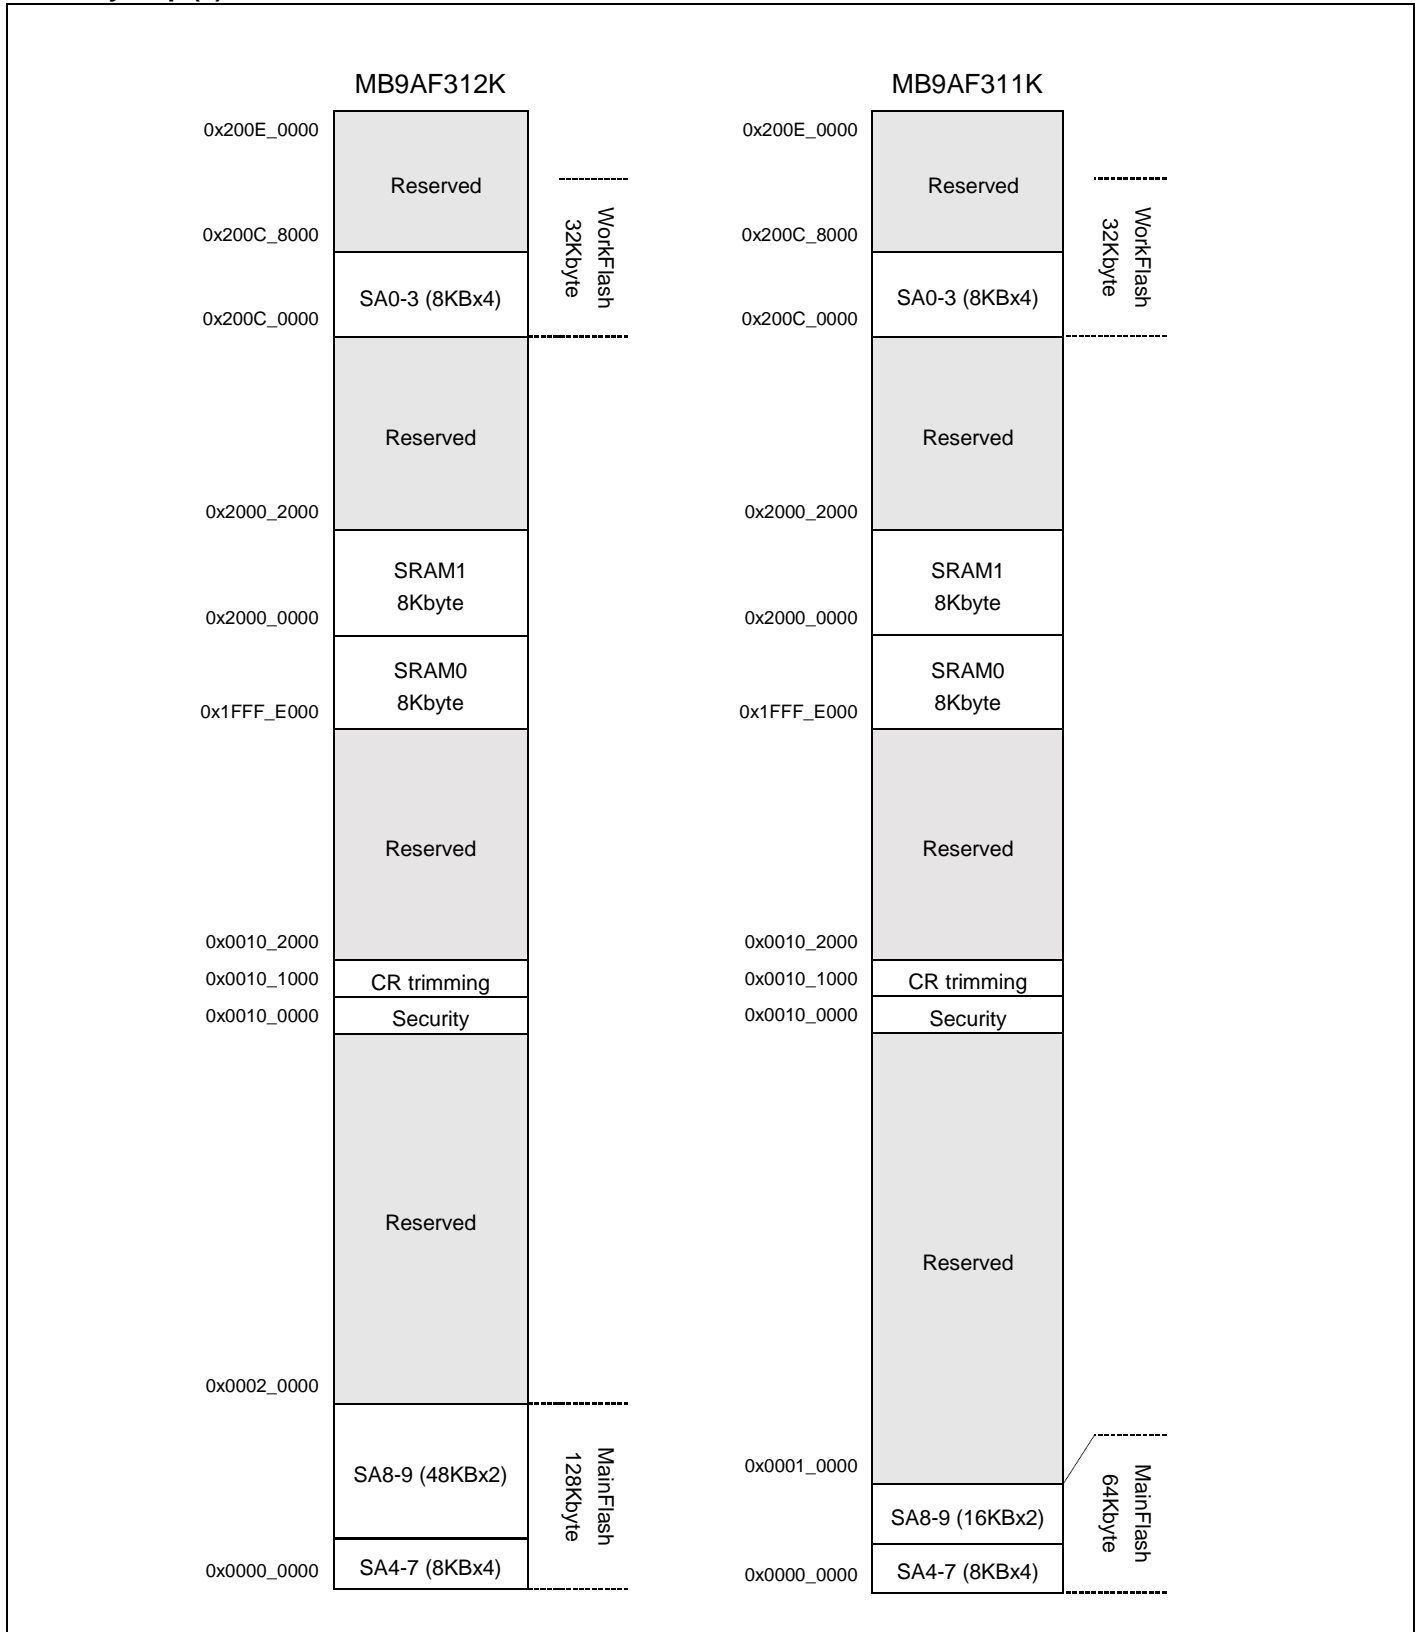 MB9AF312K
0x200E_0000
Reserved
0x200C_8000
SA0-3 (8KBx4)
0x200C_0000
WorkFlash
32Kbyte
Reserved
0x2000_2000
SRAM1
8Kbyte
0x2000_0000
SRAM0
8Kbyte
0x1FFF_E000
Reserved
0x0010_2000
0x0010_1000
CR trimming
0x0010_0000
Security
Reserved
0x0002_0000
SA8-9 (48KBx2)
MainFlash
128Kbyte
0x0000_0000
SA4-7 (8KBx4)
MB9AF311K
0x200E_0000
Reserved
0x200C_8000
SA0-3 (8KBx4)
0x200C_0000
WorkFlash
32Kbyte
Reserved
0x2000_2000
SRAM1
8Kbyte
0x2000_0000
SRAM0
8Kbyte
0x1FFF_E000
Reserved
0x0010_2000
0x0010_1000
CR trimming
0x0010_0000
Security
Reserved
0x0001_0000
SA8-9 (16KBx2)
MainFlash
64Kbyte
0x0000_0000
SA4-7 (8KBx4)